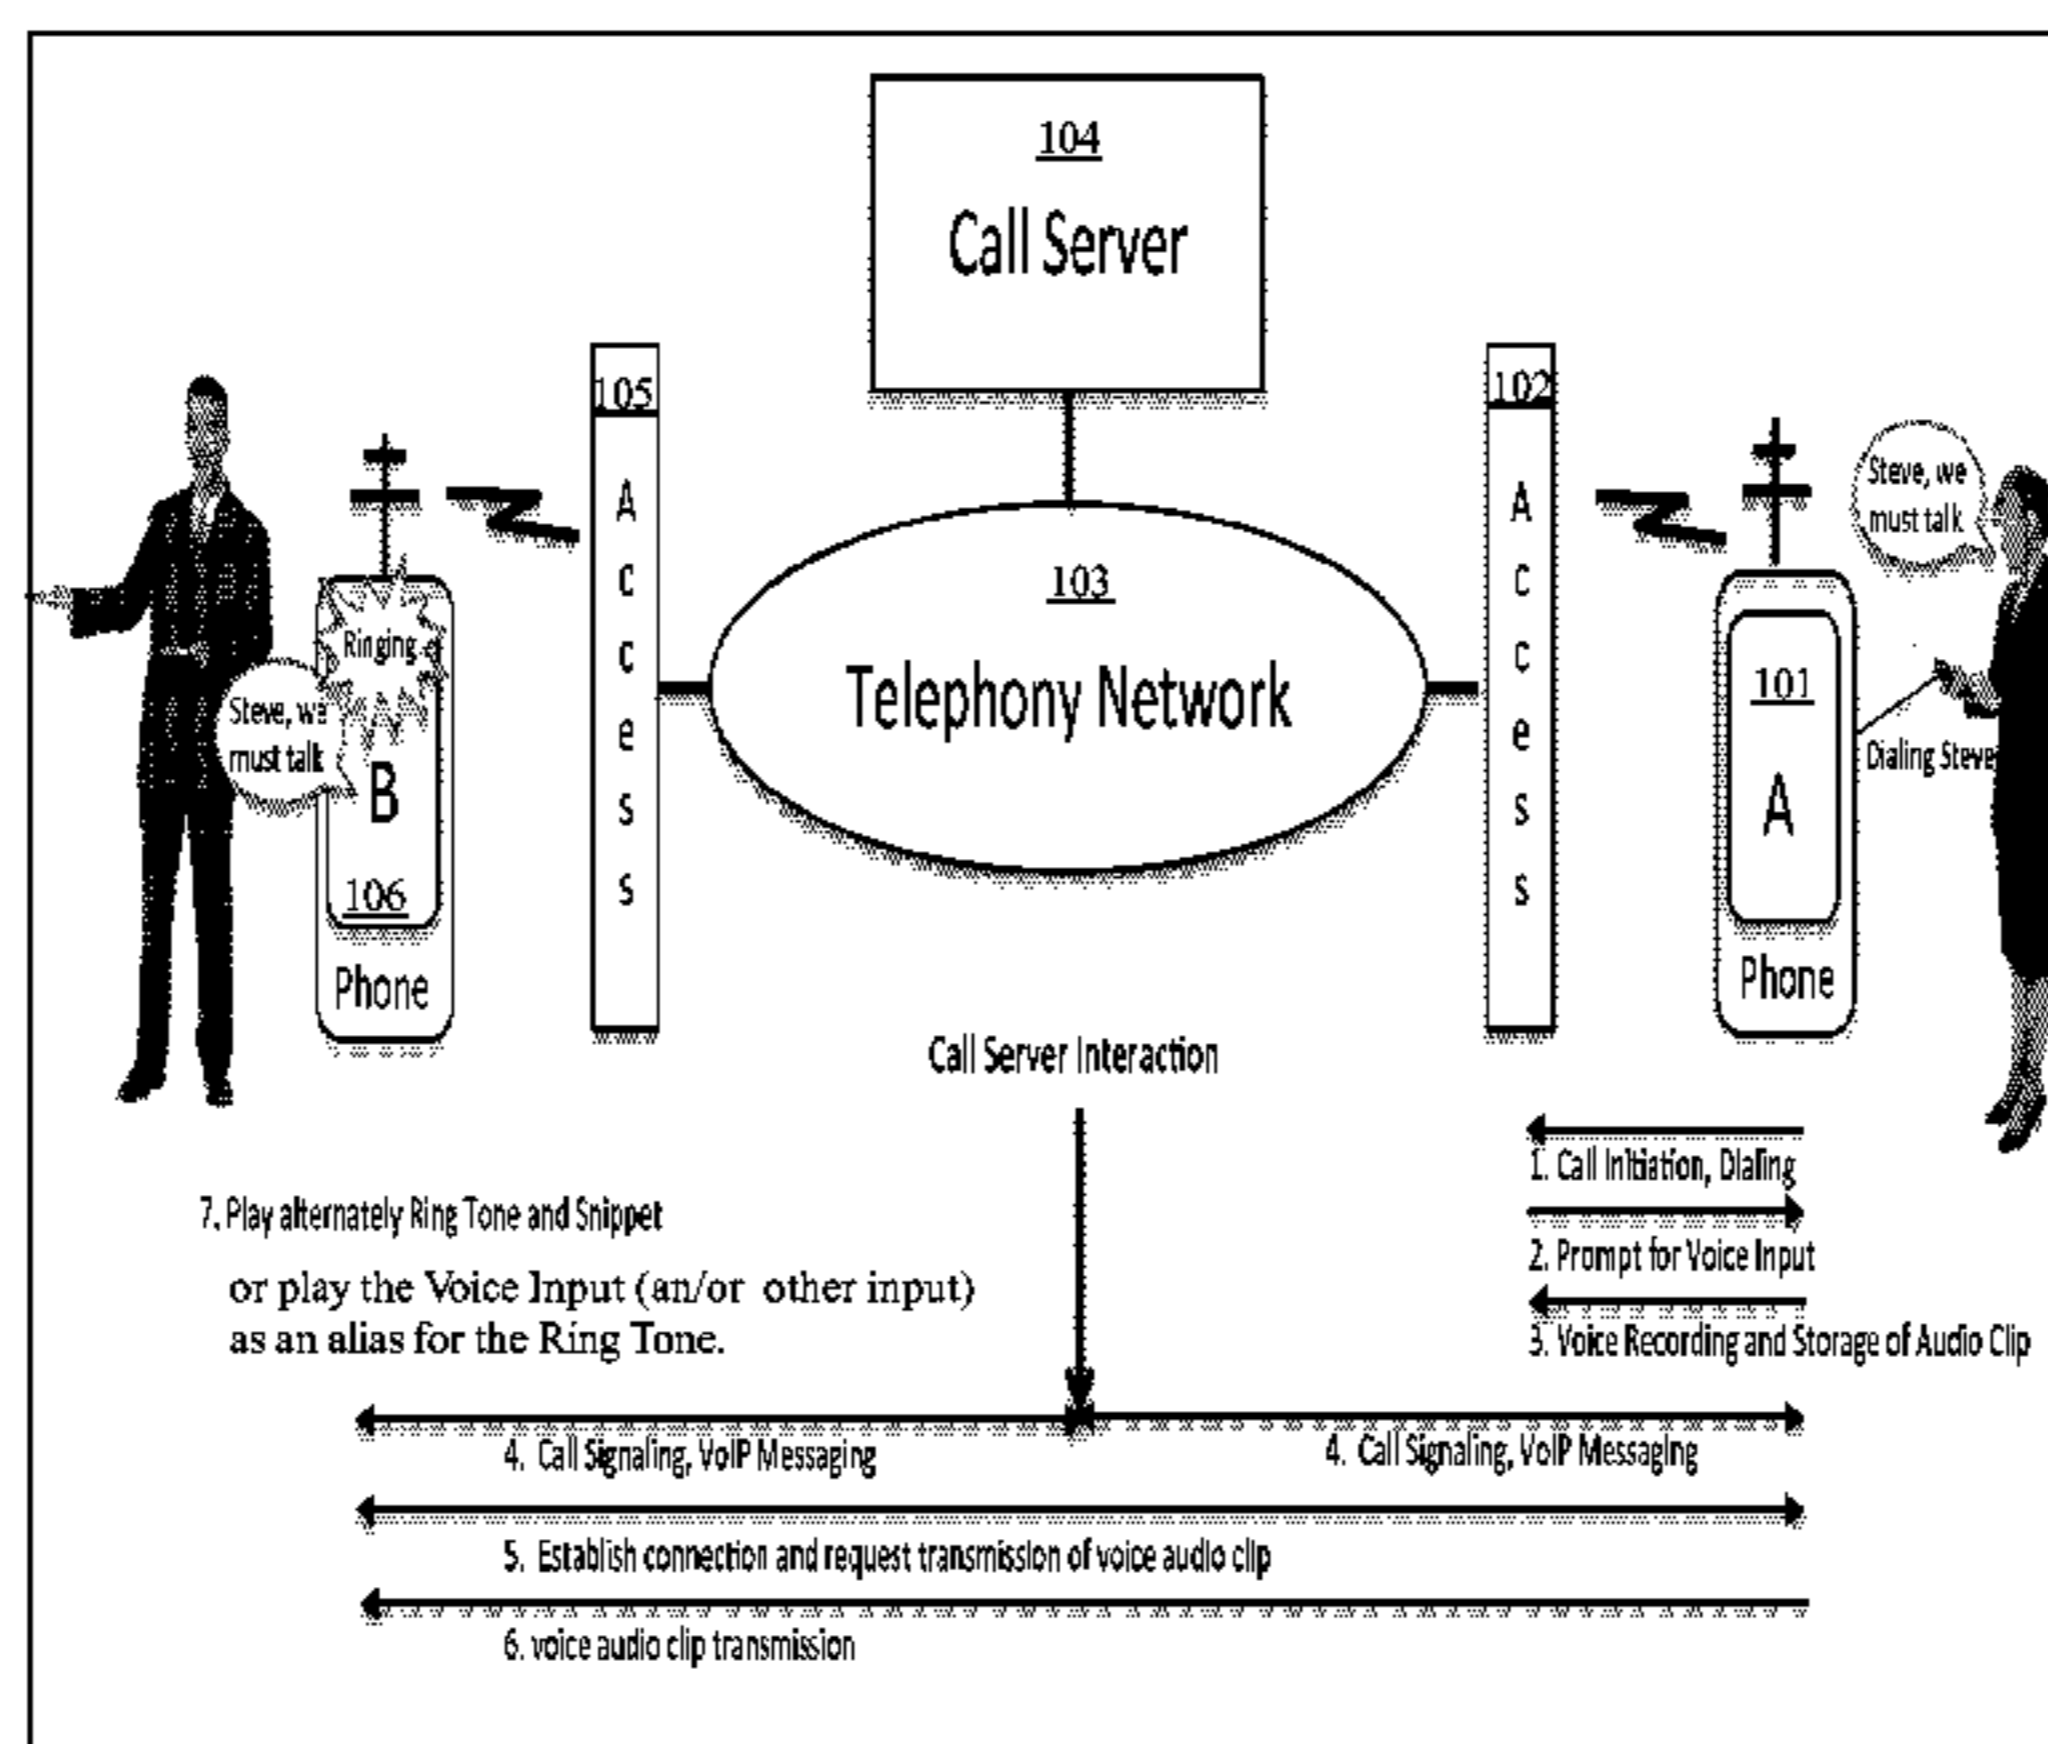 104
Call Server
105
Access
102
Access
103
Telephony Network
Steve, we
must talk
Ringing
Steve, we
must talk
B
106
Phone
101
A
Phone
Dialing Steve
Call Server Interaction
1. Call Initiation, Dialing
2. Prompt for Voice Input
3. Voice Recording and Storage of Audio Clip
7. Play alternately Ring Tone and Snippet
or play the Voice Input (an/or other input)
as an alias for the Ring Tone.
4. Call Signaling, VoIP Messaging
4. Call Signaling, VoIP Messaging
5. Establish connection and request transmission of voice audio clip
6. voice audio clip transmission